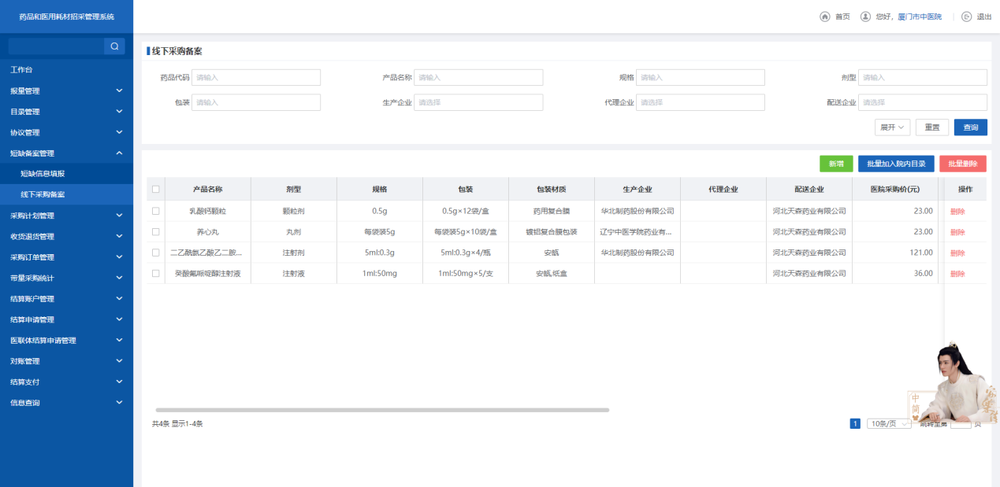 药品和医用耗材招采管理系统
首页 您好，厦门市中医院 退出
工作台
报量管理
目录管理
协议管理
短缺备案管理
短缺信息填报
线下采购备案
采购计划管理
收货退货管理
采购订单管理
带量采购统计
结算账户管理
结算申请管理
医联体结算申请管理
对账管理
结算支付
信息查询
线下采购备案
药品代码 请输入 产品名称 请输入 规格 请输入 剂型 请输入
包装 请输入 生产企业 请选择 代理企业 请选择 配送企业 请选择
展开 重置 查询
新增 批量加入院内目录 批量删除
产品名称 剂型 规格 包装 包装材质 生产企业 代理企业 配送企业 医院采购价(元) 操作
乳酸钙颗粒 颗粒剂 0.5g 0.5g×12袋/盒 药用复合膜 华北制药股份有限公司 河北天森药业有限公司 23.00 删除
养心丸 丸剂 每袋装5g 每袋装5g×10袋/盒 镀铝复合膜包装 辽宁中医学院药业有... 河北天森药业有限公司 23.00 删除
二乙酰氨乙酸乙二胺... 注射剂 5ml:0.3g 5ml:0.3g×4/瓶 安瓿 华北制药股份有限公司 河北天森药业有限公司 121.00 删除
癸酸氟哌啶醇注射液 注射液 1ml:50mg 1ml:50mg×5/支 安瓿,纸盒 河北天森药业有限公司 36.00 删除
共4条 显示1-4条
1 10条/页 跳转至第 页
中
简